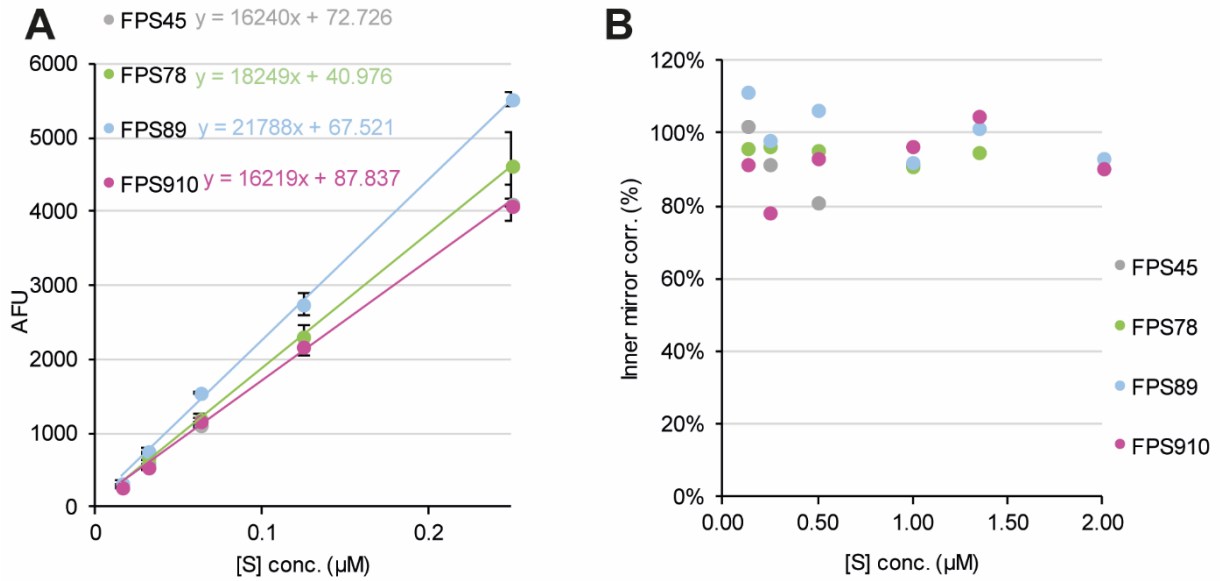 A
FPS45 y = 16240x + 72.726
FPS78 y = 18249x + 40.976
FPS89 y = 21788x + 67.521
FPS910 y = 16219x + 87.837
6000
5000
4000
3000
2000
1000
0
AFU
0 0.1 0.2
[S] conc. (µM)
B
120%
100%
80%
60%
40%
20%
0%
Inner mirror corr. (%)
0.00 0.50 1.00 1.50 2.00
[S] conc. (µM)
FPS45
FPS78
FPS89
FPS910